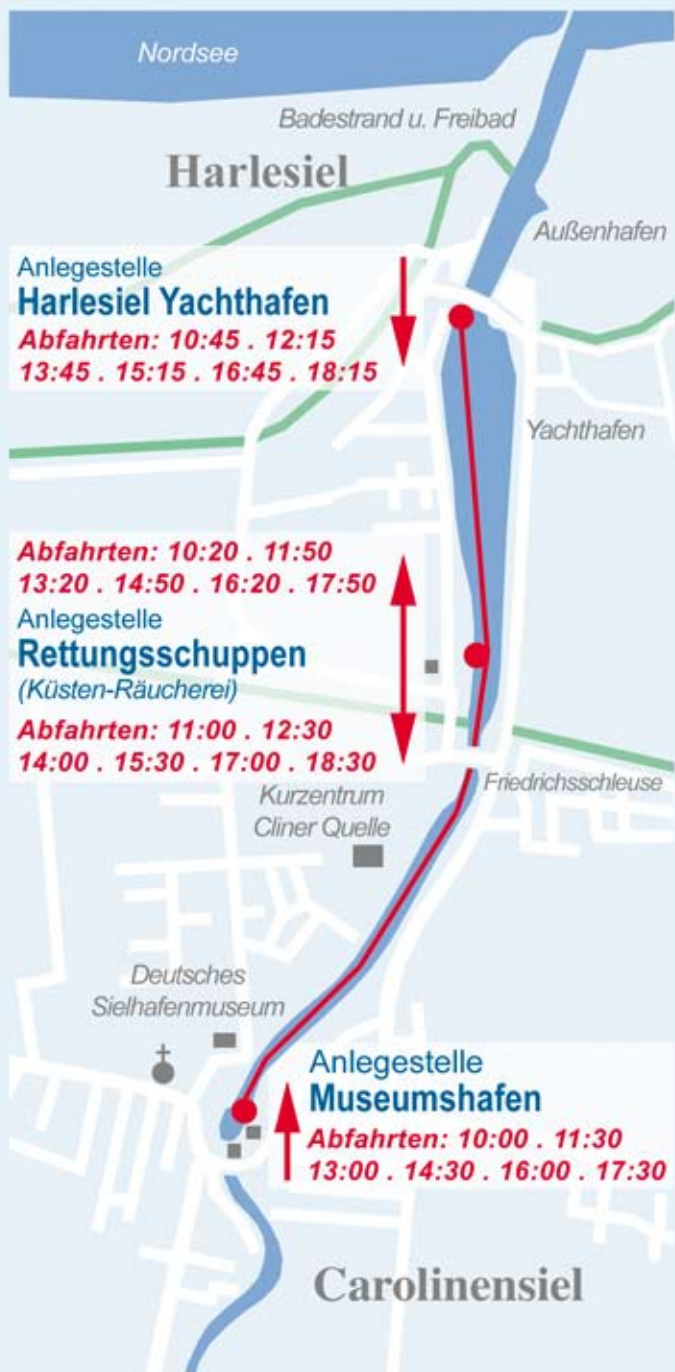 Nordsee
Badestrand u. Freibad
Harlesiel
Außenhafen
Anlegestelle
Harlesiel Yachthafen
Abfahrten: 10:45 . 12:15
13:45 . 15:15 . 16:45 . 18:15
Yachthafen
Abfahrten: 10:20 . 11:50
13:20 . 14:50 . 16:20 . 17:50
Anlegestelle
Rettungsschuppen
(Küsten-Räucherei)
Abfahrten: 11:00 . 12:30
14:00 . 15:30 . 17:00 . 18:30
Friedrichsschleuse
Kurzentrum
Cliner Quelle
Deutsches
Sielhafenmuseum
Anlegestelle
Museumshafen
Abfahrten: 10:00 . 11:30
13:00 . 14:30 . 16:00 . 17:30
Carolinensiel